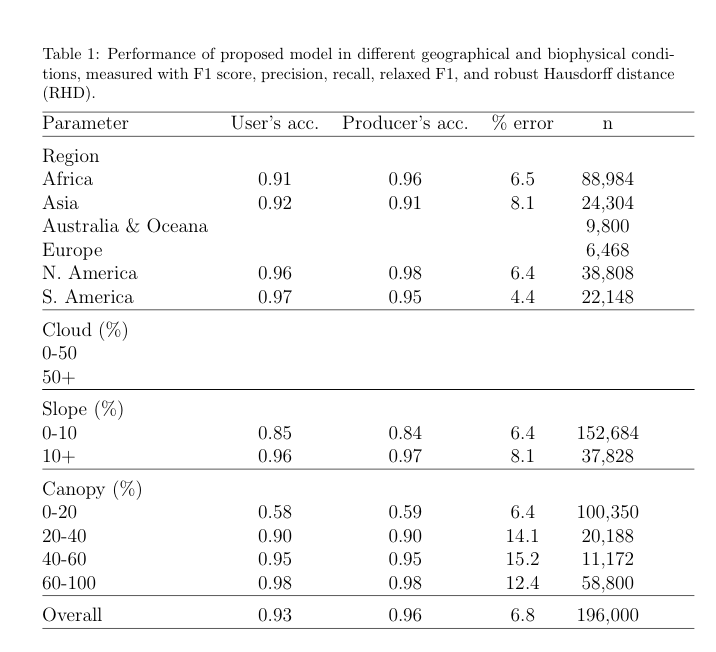 Table 1: Performance of proposed model in different geographical and biophysical condi-
tions, measured with F1 score, precision, recall, relaxed F1, and robust Hausdorff distance
(RHD).
Parameter User's acc. Producer's acc. % error n
Region
Africa 0.91 0.96 6.5 88,984
Asia 0.92 0.91 8.1 24,304
Australia & Oceana 9,800
Europe 6,468
N. America 0.96 0.98 6.4 38,808
S. America 0.97 0.95 4.4 22,148
Cloud (%)
0-50
50+
Slope (%)
0-10 0.85 0.84 6.4 152,684
10+ 0.96 0.97 8.1 37,828
Canopy (%)
0-20 0.58 0.59 6.4 100,350
20-40 0.90 0.90 14.1 20,188
40-60 0.95 0.95 15.2 11,172
60-100 0.98 0.98 12.4 58,800
Overall 0.93 0.96 6.8 196,000